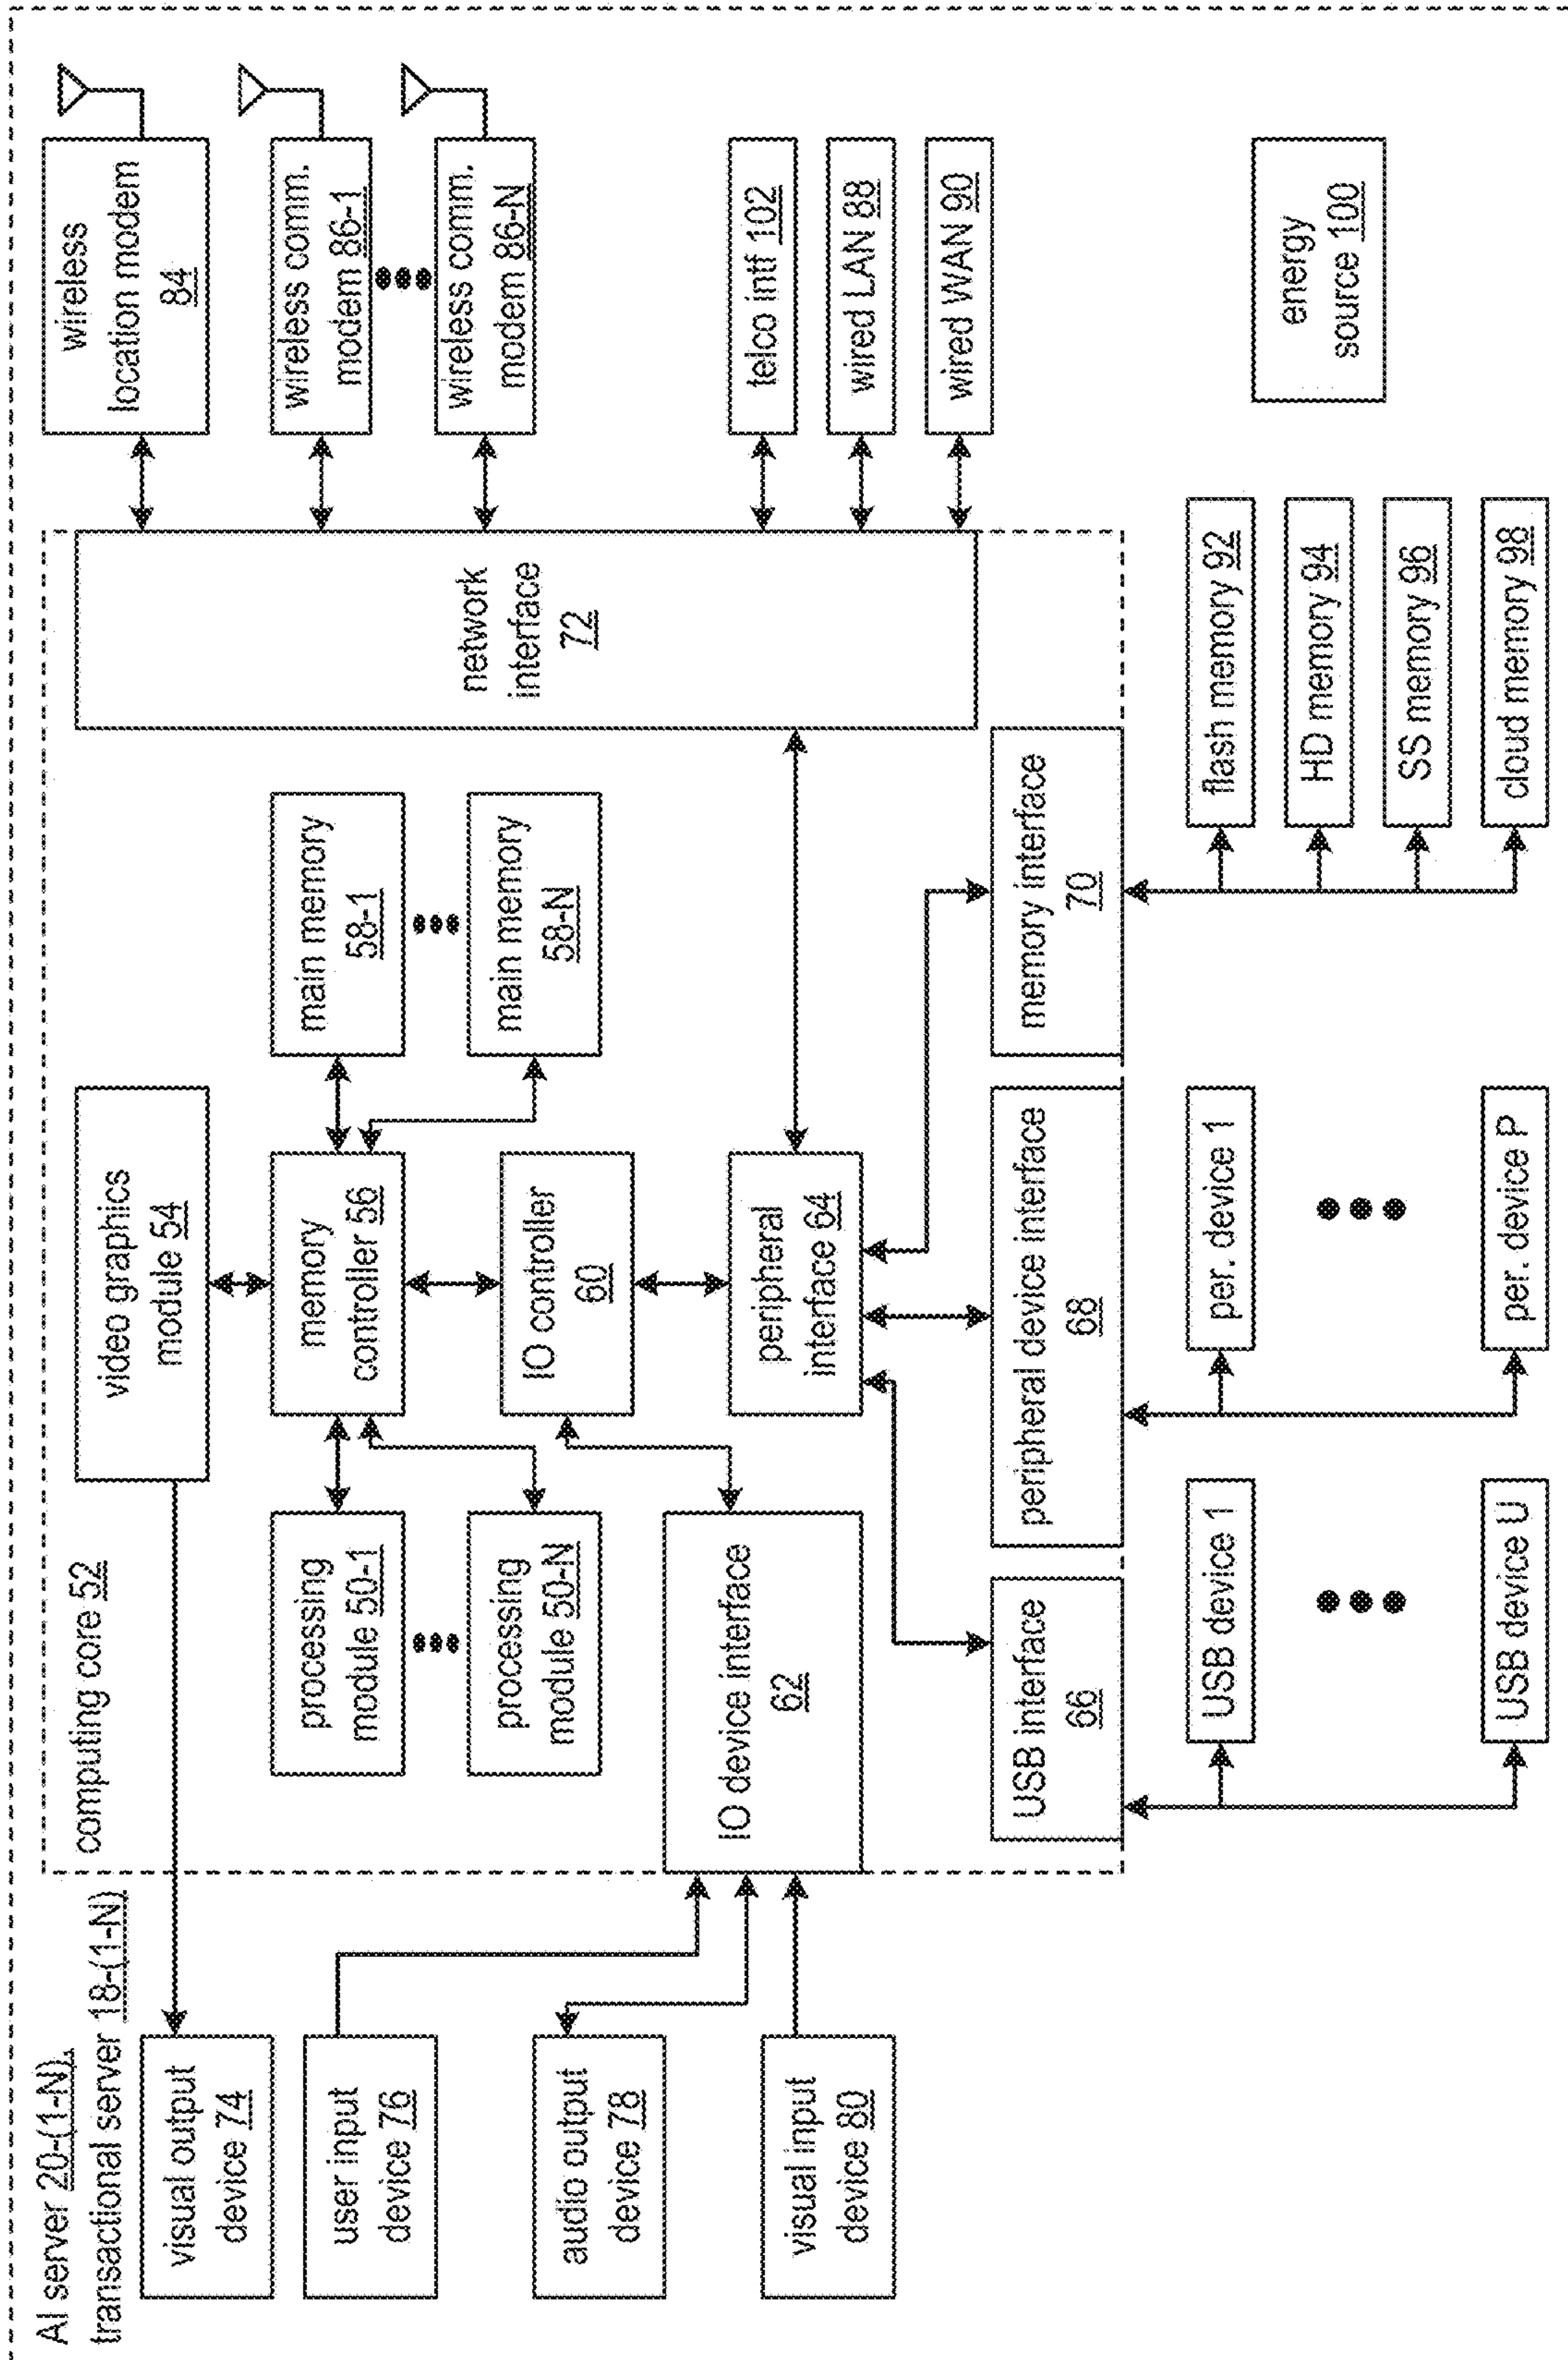 AI server 20-(1-N),
transactional server 18-(1-N)
computing core 52
visual output
device 74
user input
device 76
audio output
device 78
visual input
device 80
video graphics
module 54
processing
module 50-1
processing
module 50-N
memory
controller 56
main memory
58-1
main memory
58-N
IO controller
60
IO device interface
62
peripheral
interface 64
network
interface
72
USB interface
66
peripheral device interface
68
memory interface
70
wireless
location modem
84
wireless comm.
modem 86-1
wireless comm.
modem 86-N
telco intf 102
wired LAN 88
wired WAN 90
USB device 1
USB device U
per. device 1
per. device P
flash memory 92
HD memory 94
SS memory 96
cloud memory 98
energy
source 100